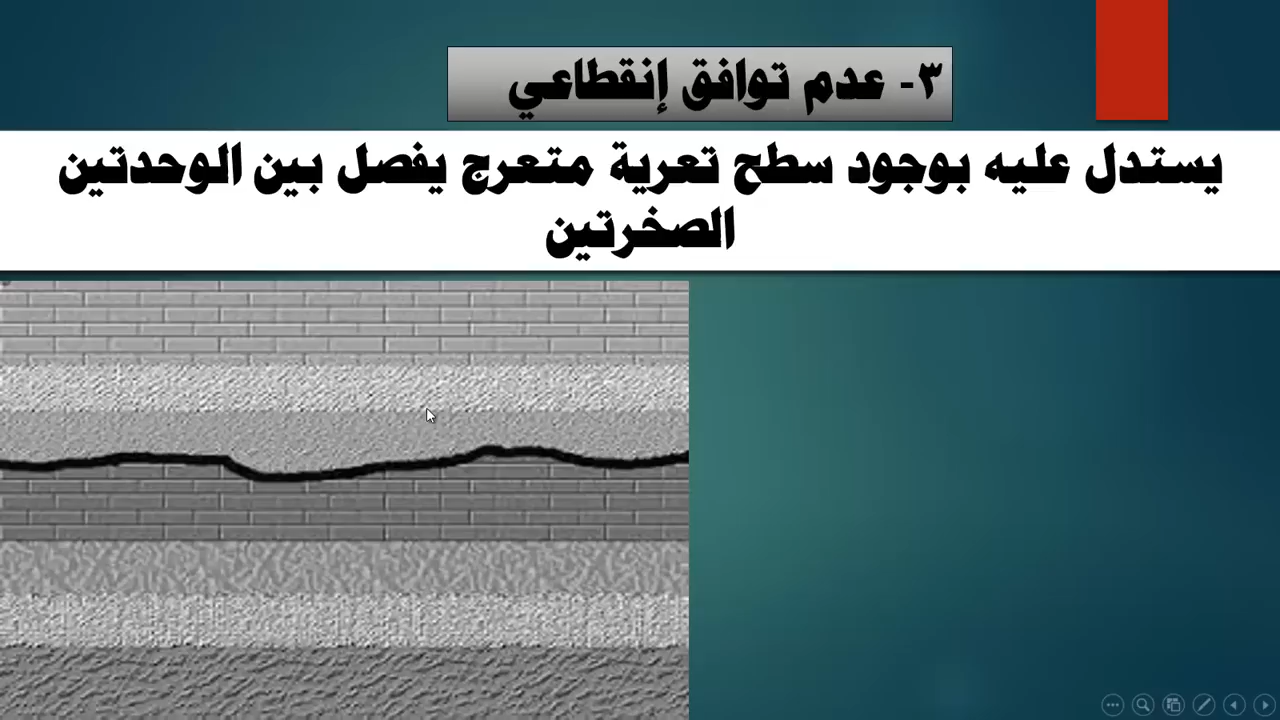 ٣- عدم توافق إنقطاعي
يستدل عليه بوجود سطح تعرية متعرج يفصل بين الوحدتين
الصخرتين